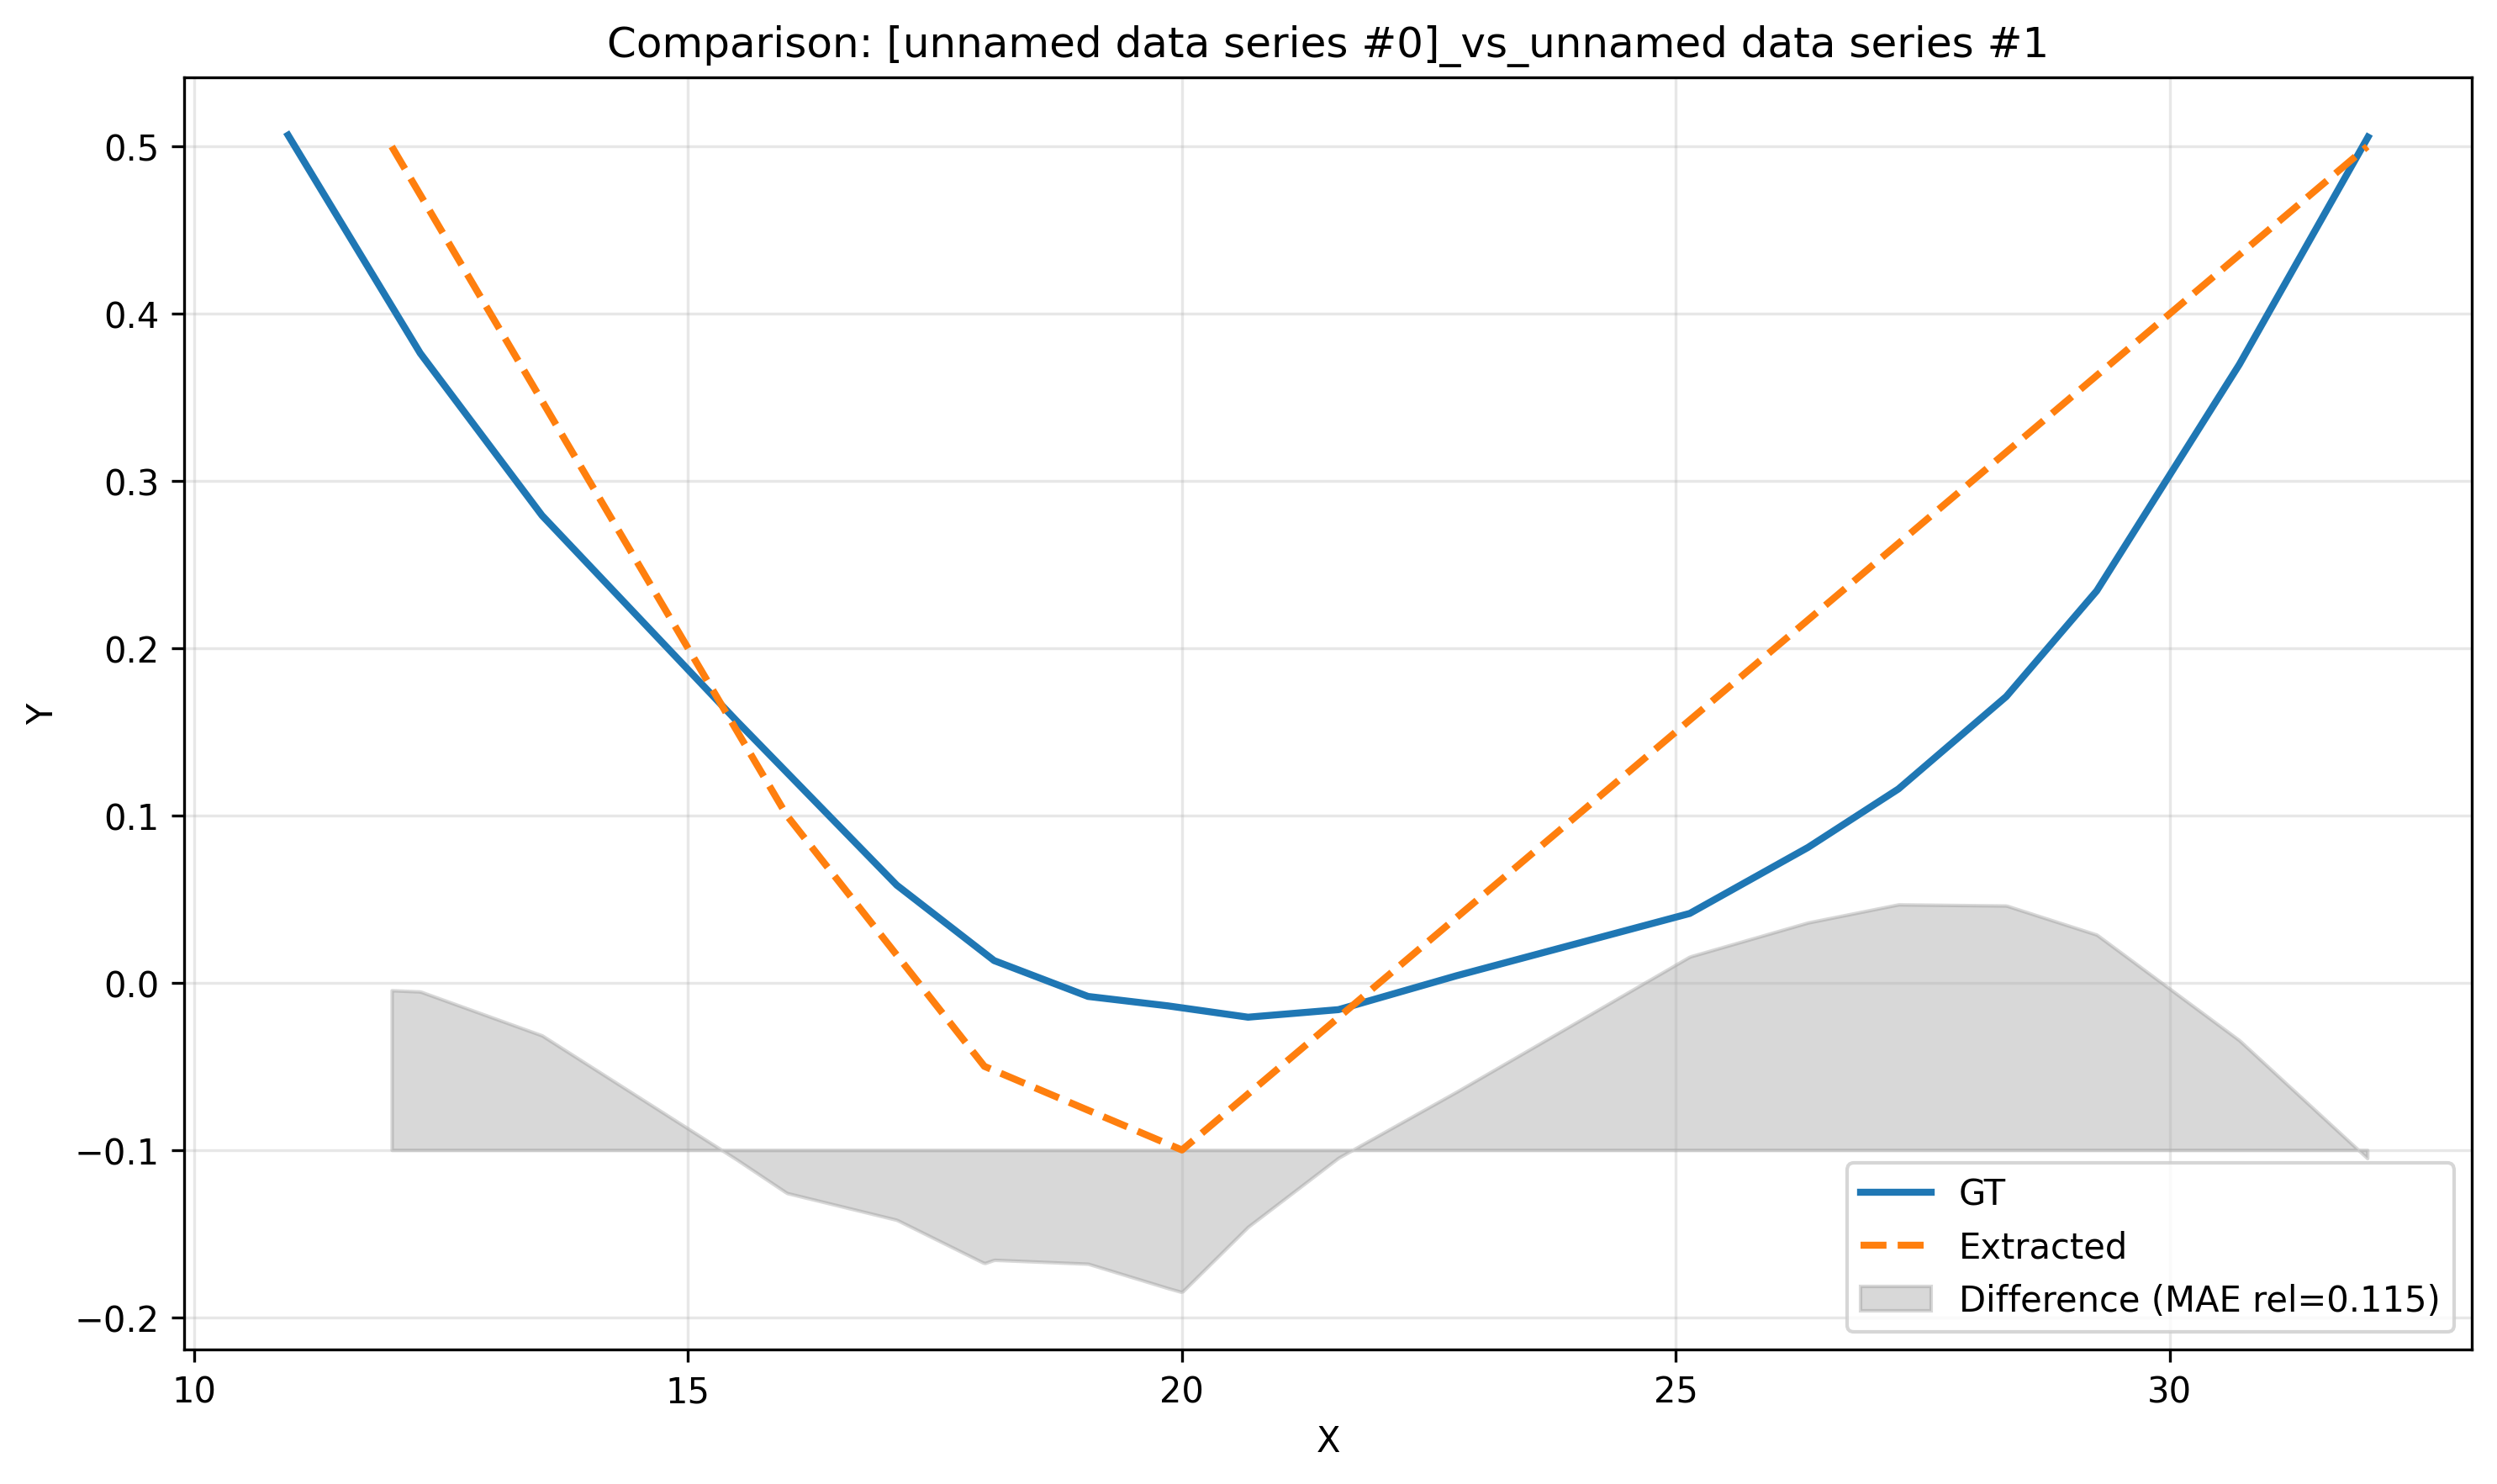 Comparison: [unnamed data series #0]_vs_unnamed data series #1
Y
0.5
0.4
0.3
0.2
0.1
0.0
−0.1
−0.2
10 15 20 25 30
X
GT
Extracted
Difference (MAE rel=0.115)